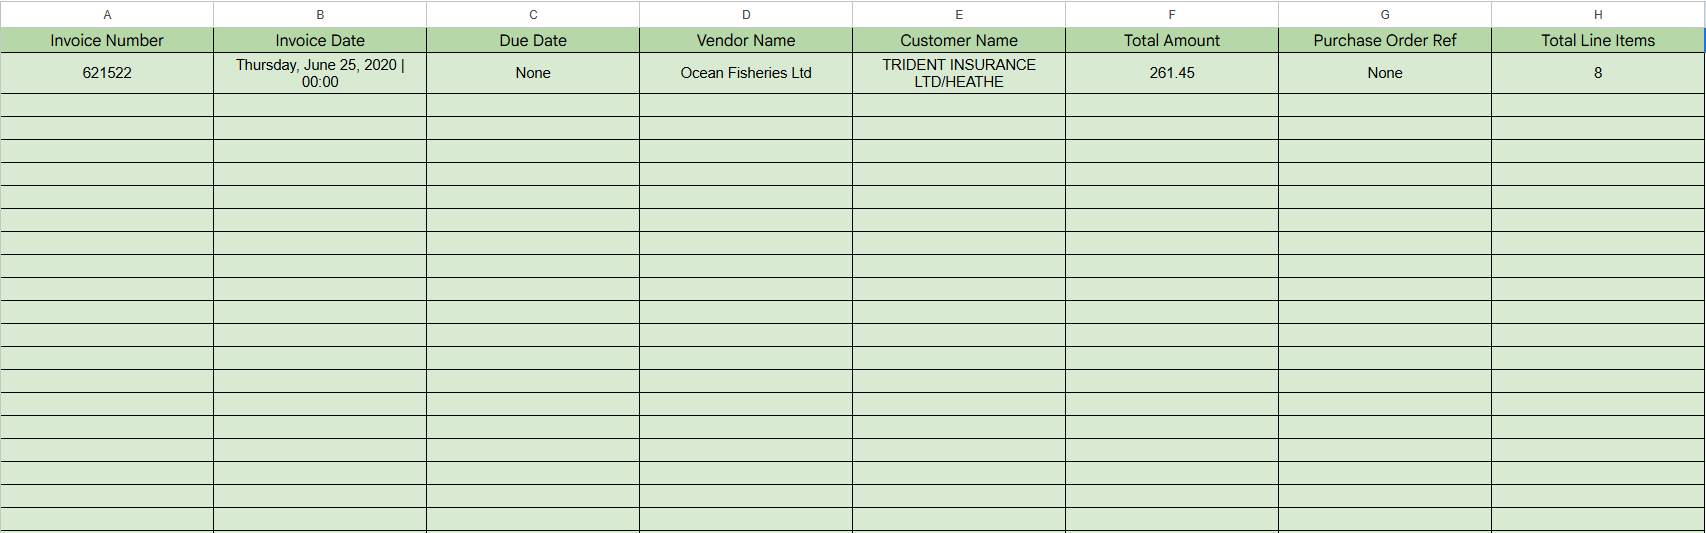 A B C D E F G H
Invoice Number Invoice Date Due Date Vendor Name Customer Name Total Amount Purchase Order Ref Total Line Items
621522 Thursday, June 25, 2020 | 00:00 None Ocean Fisheries Ltd TRIDENT INSURANCE LTD/HEATHE 261.45 None 8